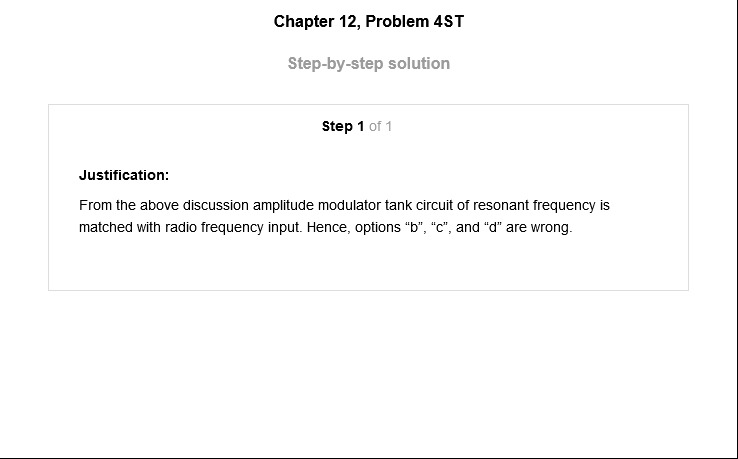 Chapter 12, Problem 4ST
Step-by-step solution
Step 1 of 1
Justification:
From the above discussion amplitude modulator tank circuit of resonant frequency is
matched with radio frequency input. Hence, options “b”, “c”, and “d” are wrong.